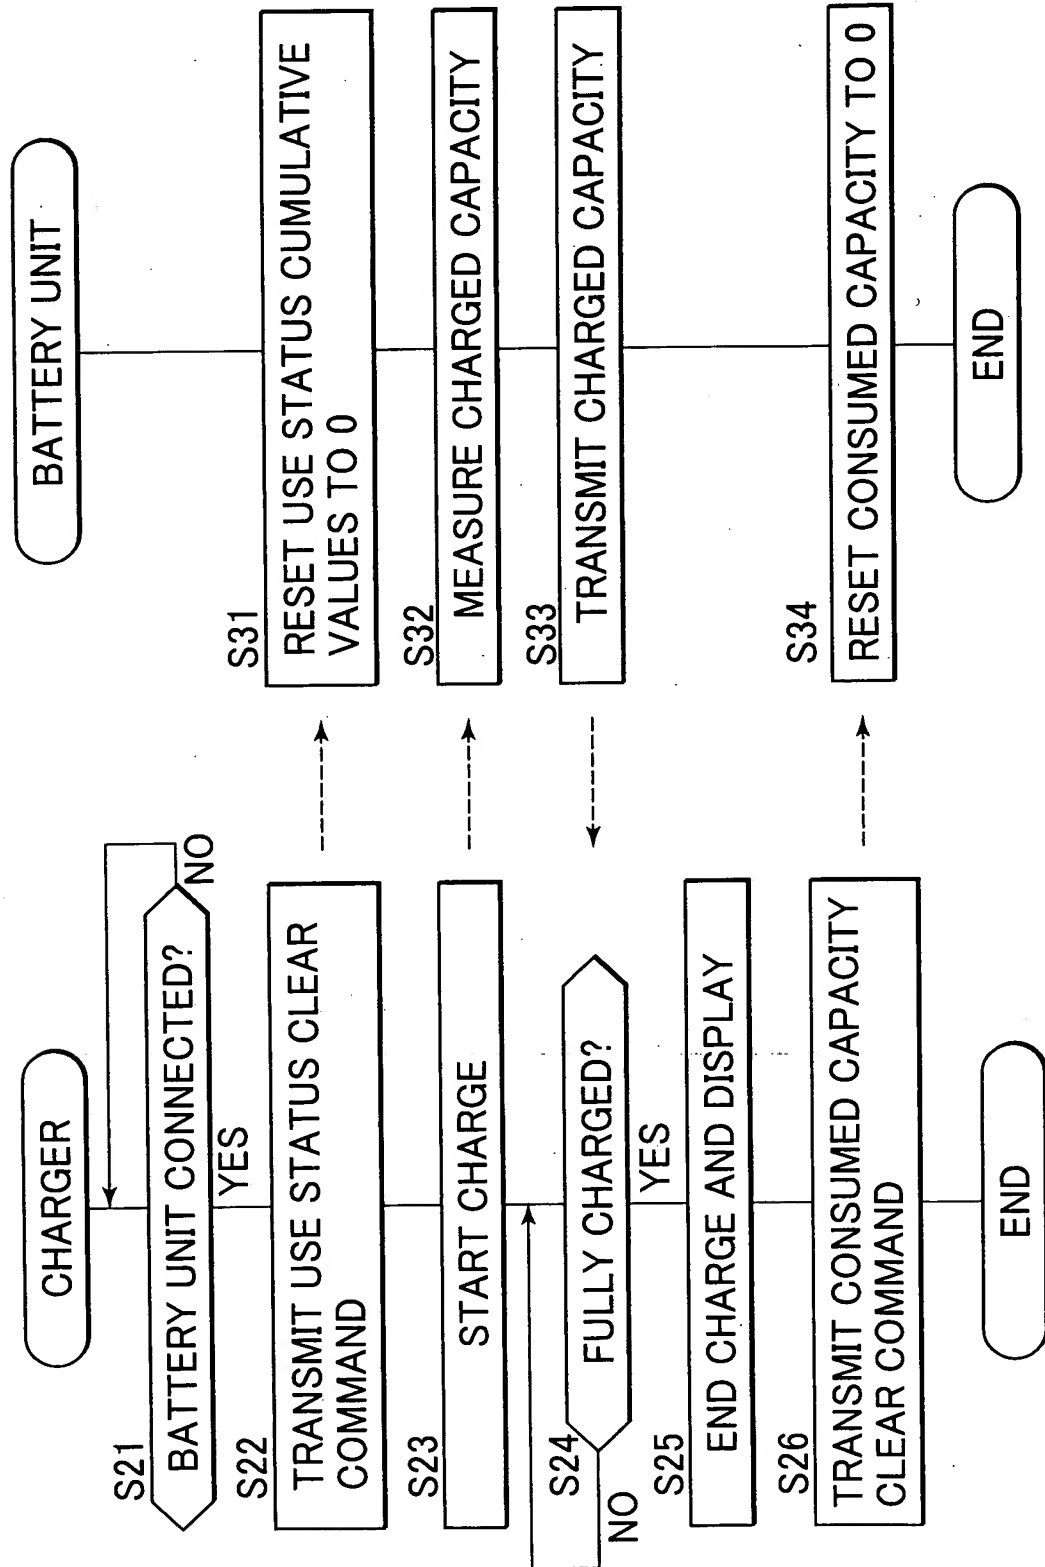 CHARGER
S21
BATTERY UNIT CONNECTED?
NO
YES
S22
TRANSMIT USE STATUS CLEAR
COMMAND
S23
START CHARGE
S24
FULLY CHARGED?
NO
YES
S25
END CHARGE AND DISPLAY
S26
TRANSMIT CONSUMED CAPACITY
CLEAR COMMAND
END
BATTERY UNIT
S31
RESET USE STATUS CUMULATIVE
VALUES TO 0
S32
MEASURE CHARGED CAPACITY
S33
TRANSMIT CHARGED CAPACITY
S34
RESET CONSUMED CAPACITY TO 0
END